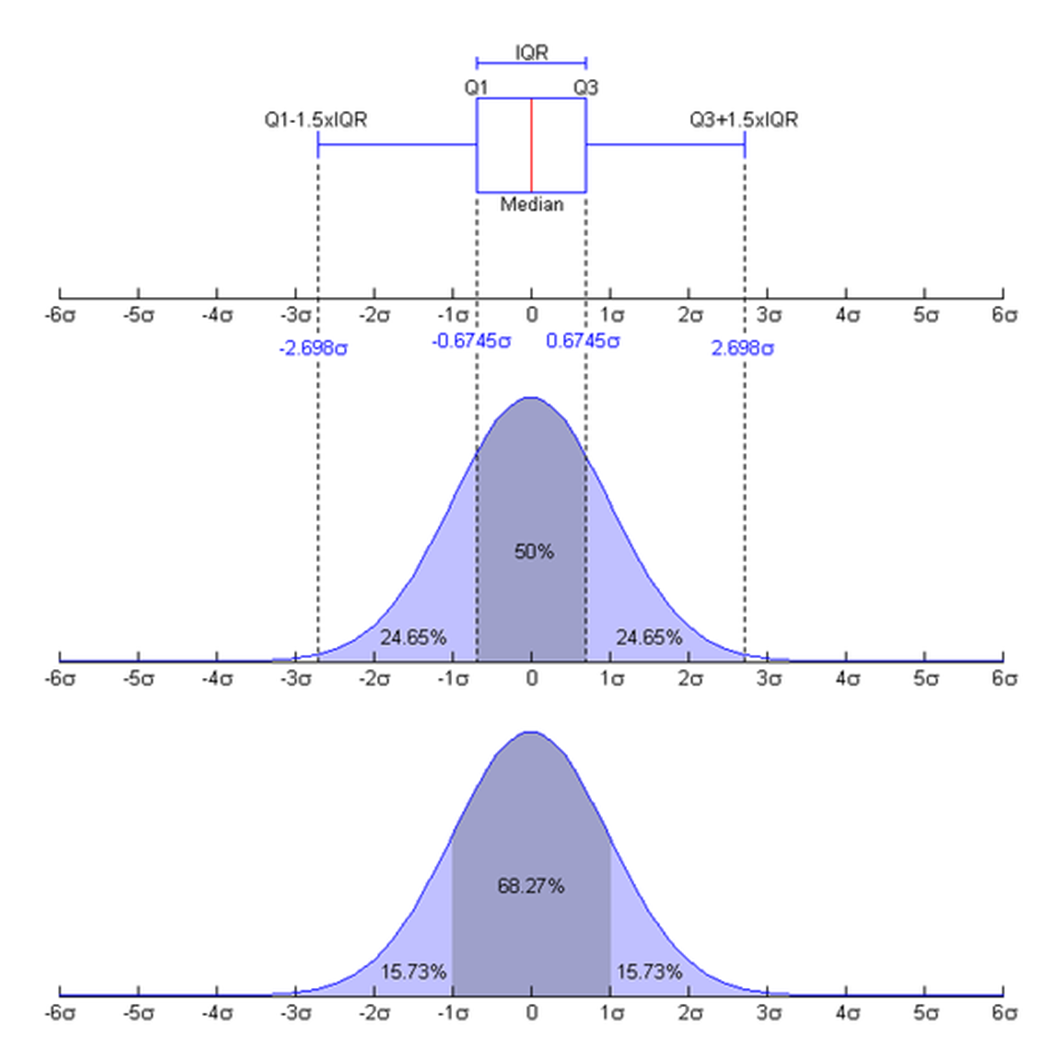 IQR
Q1 Q3
Q1-1.5xIQR Q3+1.5xIQR
Median
-6σ -5σ -4σ -3σ -2σ -1σ 0 1σ 2σ 3σ 4σ 5σ 6σ
-2.698σ -0.6745σ 0.6745σ 2.698σ
50%
24.65% 24.65%
-6σ -5σ -4σ -3σ -2σ -1σ 0 1σ 2σ 3σ 4σ 5σ 6σ
68.27%
15.73% 15.73%
-6σ -5σ -4σ -3σ -2σ -1σ 0 1σ 2σ 3σ 4σ 5σ 6σ